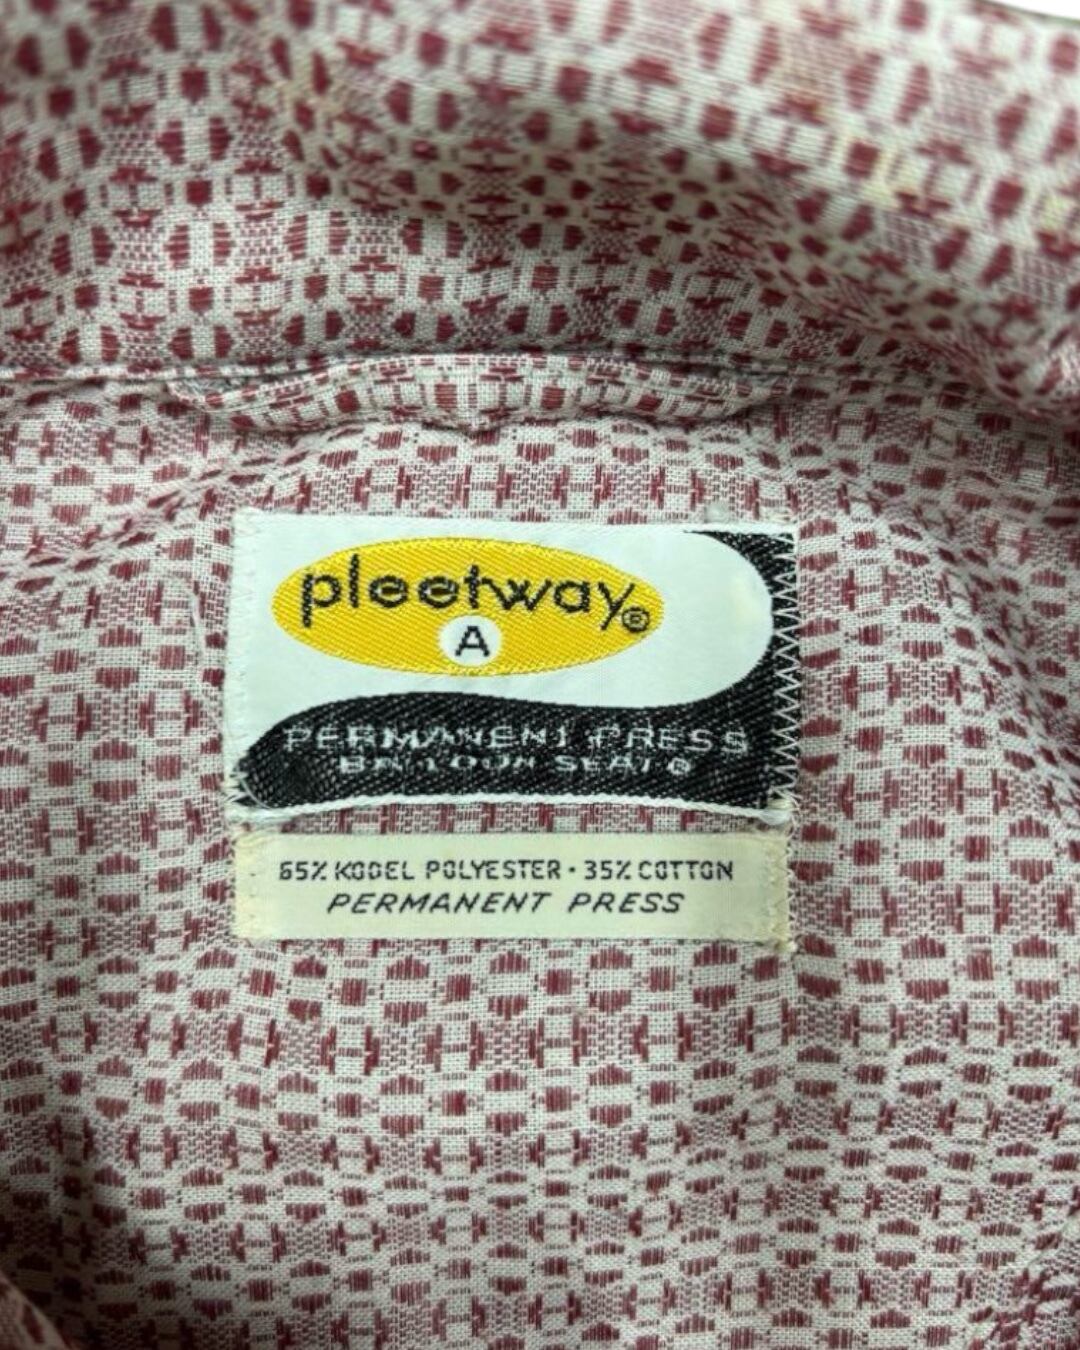 pleetway®
A
PERMANENT PRESS
65% KODEL POLYESTER · 35% COTTON
PERMANENT PRESS